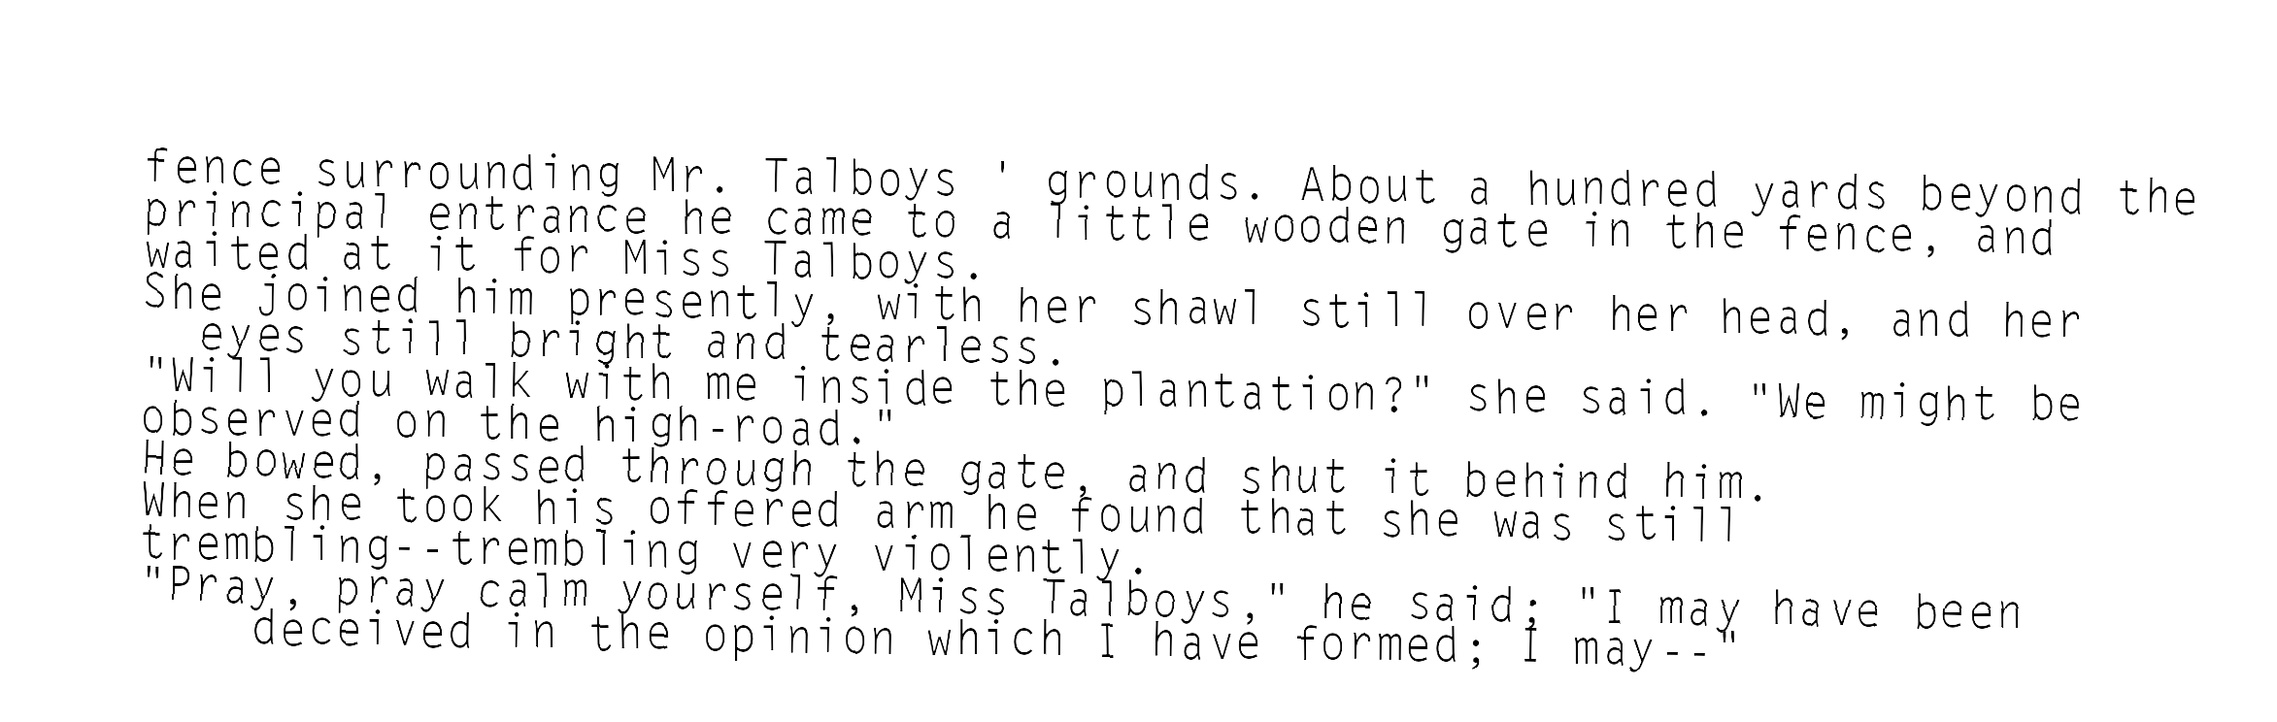 fence surrounding Mr. Talboys ' grounds. About a hundred yards beyond the
principal entrance he came to a little wooden gate in the fence, and
waited at it for Miss Talboys.
She joined him presently, with her shawl still over her head, and her
eyes still bright and tearless.
"Will you walk with me inside the plantation?" she said. "We might be
observed on the high-road."
He bowed, passed through the gate, and shut it behind him.
When she took his offered arm he found that she was still
trembling--trembling very violently.
"Pray, pray calm yourself, Miss Talboys," he said; "I may have been
deceived in the opinion which I have formed; I may--"